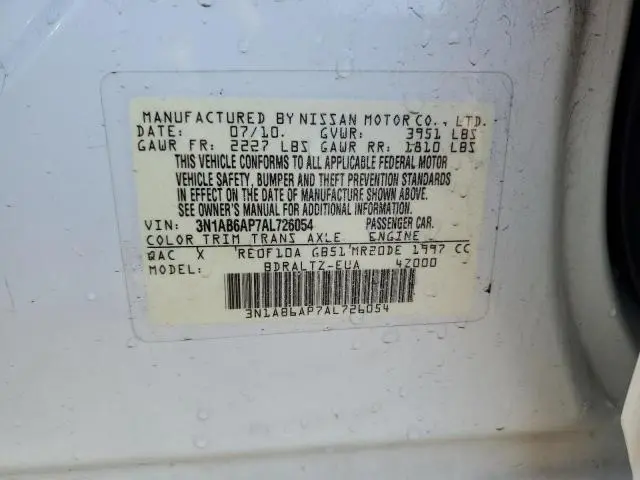 MANUFACTURED BY NISSAN MOTOR CO., LTD.
DATE: 07/10. GVWR: 3951 LBS
GAWR FR: 2227 LBS GAWR RR: 1810 LBS
THIS VEHICLE CONFORMS TO ALL APPLICABLE FEDERAL MOTOR
VEHICLE SAFETY, BUMPER AND THEFT PREVENTION STANDARDS
IN EFFECT ON THE DATE OF MANUFACTURE SHOWN ABOVE.
SEE OWNER'S MANUAL FOR ADDITIONAL INFORMATION.
VIN: 3N1AB6AP7AL726054 PASSENGER CAR.
COLOR TRIM TRANS AXLE ENGINE
QAC X RE0F10A GB51 MR20DE 1997 CC
MODEL: BDRALTZ-EUA 42000
3N1AB6AP7AL726054